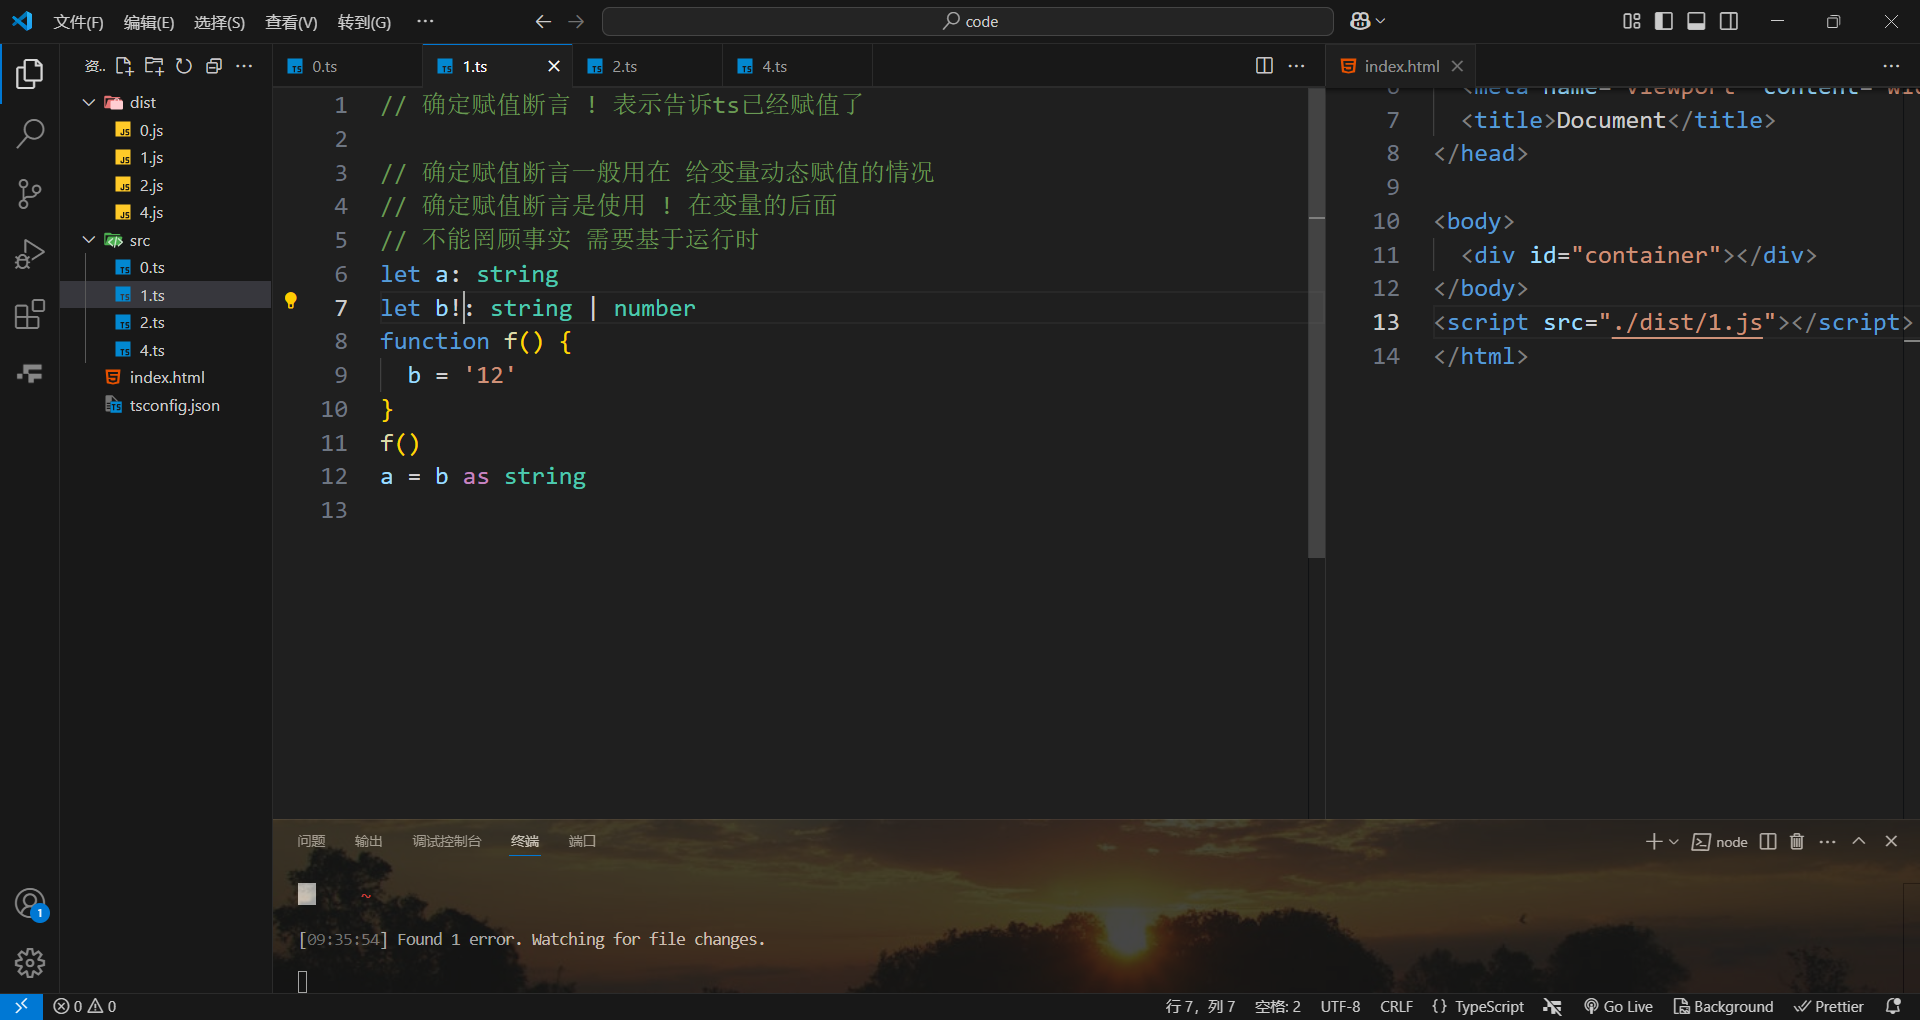 文件(F) 编辑(E) 选择(S) 查看(V) 转到(G) ··· code
资.. ···
0.ts 1.ts 2.ts 4.ts ··· index.html ···
dist
0.js
1.js
2.js
4.js
src
0.ts
1.ts
2.ts
4.ts
index.html
tsconfig.json
1 // 确定赋值断言 ! 表示告诉ts已经赋值了
2
3 // 确定赋值断言一般用在 给变量动态赋值的情况
4 // 确定赋值断言是使用 ! 在变量的后面
5 // 不能罔顾事实 需要基于运行时
6 let a: string
7 let b!: string | number
8 function f() {
9 b = '12'
10 }
11 f()
12 a = b as string
13
6 <meta name="viewport" content="wid
7 <title>Document</title>
8 </head>
9
10 <body>
11 <div id="container"></div>
12 </body>
13 <script src="./dist/1.js"></script>
14 </html>
问题 输出 调试控制台 终端 端口 node ···
~
[09:35:54] Found 1 error. Watching for file changes.
1
0 0 行 7，列 7 空格: 2 UTF-8 CRLF {} TypeScript Go Live Background Prettier